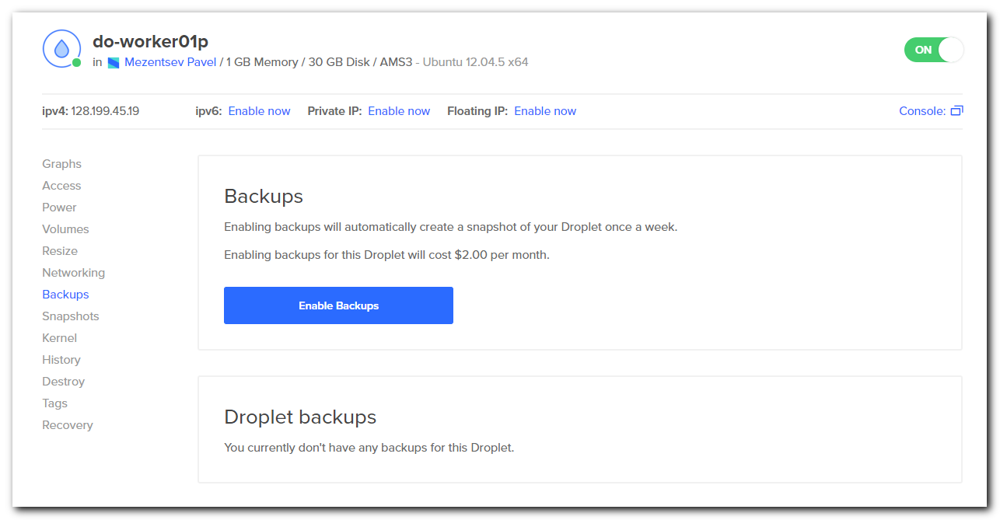 do-worker01p
in Mezentsev Pavel / 1 GB Memory / 30 GB Disk / AMS3 - Ubuntu 12.04.5 x64
ON
ipv4: 128.199.45.19 ipv6: Enable now Private IP: Enable now Floating IP: Enable now Console:
Graphs
Access
Power
Volumes
Resize
Networking
Backups
Snapshots
Kernel
History
Destroy
Tags
Recovery
Backups
Enabling backups will automatically create a snapshot of your Droplet once a week.
Enabling backups for this Droplet will cost $2.00 per month.
Enable Backups
Droplet backups
You currently don't have any backups for this Droplet.